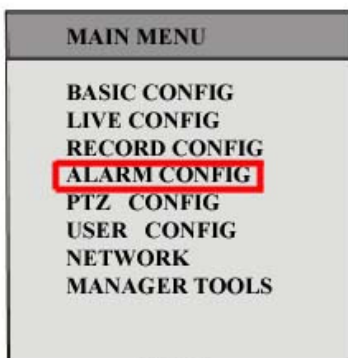 MAIN MENU
BASIC CONFIG
LIVE CONFIG
RECORD CONFIG
ALARM CONFIG
PTZ CONFIG
USER CONFIG
NETWORK
MANAGER TOOLS